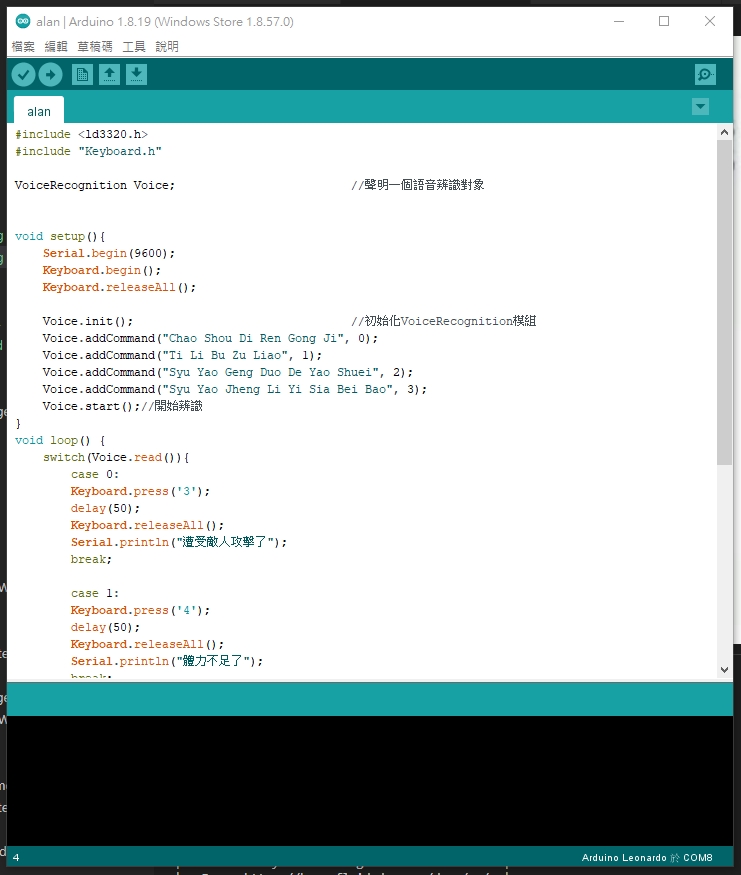 alan | Arduino 1.8.19 (Windows Store 1.8.57.0)
檔案 編輯 草稿碼 工具 說明
alan
#include <ld3320.h>
#include "Keyboard.h"
VoiceRecognition Voice; //聲明一個語音辨識對象
void setup(){
Serial.begin(9600);
Keyboard.begin();
Keyboard.releaseAll();
Voice.init(); //初始化VoiceRecognition模組
Voice.addCommand("Chao Shou Di Ren Gong Ji", 0);
Voice.addCommand("Ti Li Bu Zu Liao", 1);
Voice.addCommand("Syu Yao Geng Duo De Yao Shuei", 2);
Voice.addCommand("Syu Yao Jheng Li Yi Sia Bei Bao", 3);
Voice.start();//開始辨識
}
void loop() {
switch(Voice.read()){
case 0:
Keyboard.press('3');
delay(50);
Keyboard.releaseAll();
Serial.println("遭受敵人攻擊了");
break;
case 1:
Keyboard.press('4');
delay(50);
Keyboard.releaseAll();
Serial.println("體力不足了");
break;
4 Arduino Leonardo 於 COM8